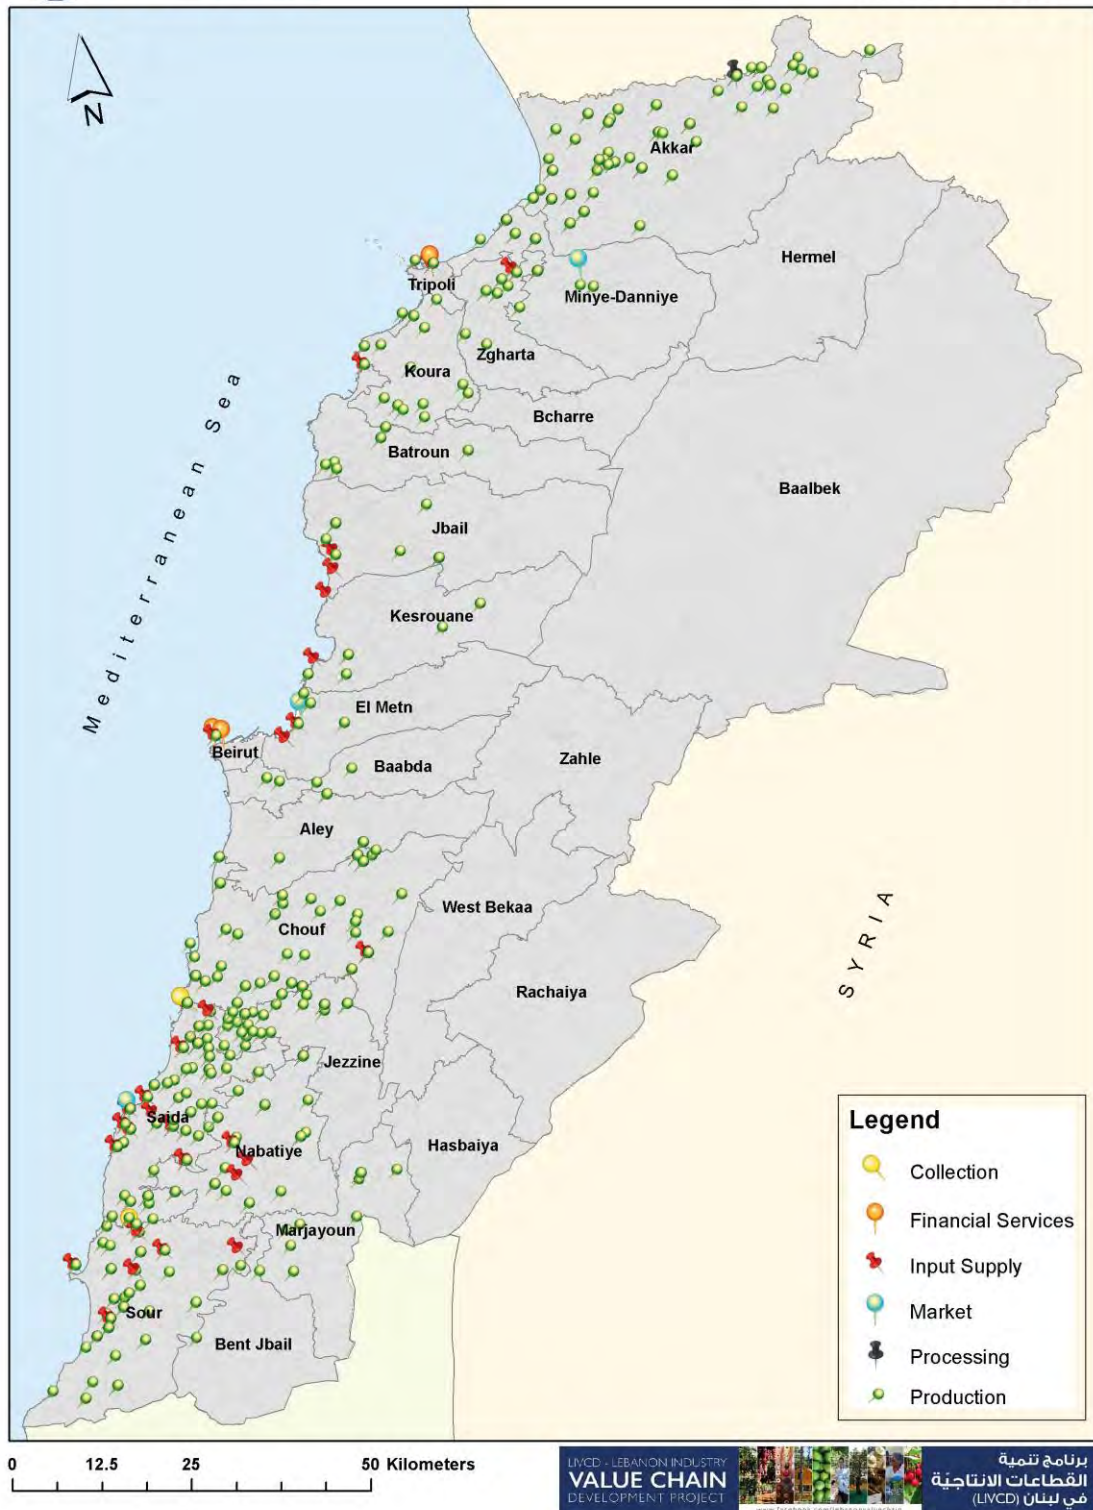 N
Akkar
Hermel
Tripoli
Minye-Danniye
Zgharta
Koura
Bcharre
Batroun
Baalbek
Jbail
Mediterranean Sea
Kesrouane
El Metn
Beirut
Baabda
Zahle
Aley
West Bekaa
Chouf
SYRIA
Rachaiya
Jezzine
Saida
Nabatiye
Hasbaiya
Marjayoun
Sour
Bent Jbail
Legend
Collection
Financial Services
Input Supply
Market
Processing
Production
0 12.5 25 50 Kilometers
LIVCD - LEBANON INDUSTRY
VALUE CHAIN
DEVELOPMENT PROJECT
برنامج تنمية
القطاعات الانتاجيّة
في لبنان (LIVCD)